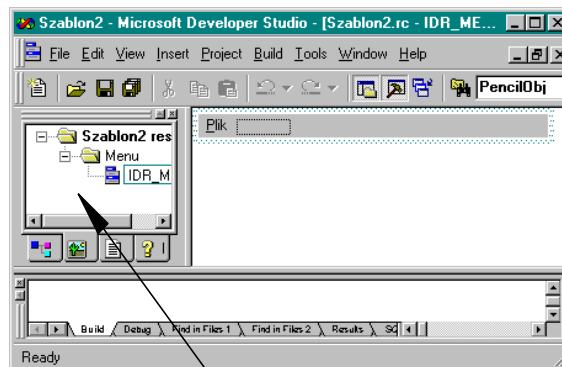 Szablon2 - Microsoft Developer Studio - [Szablon2.rc - IDR_ME...
File Edit View Insert Project Build Tools Window Help
PencilObj
Szablon2 res
Plik
Menu
IDR_M
Build Debug Find in Files 1 Find in Files 2 Results SQ
Ready